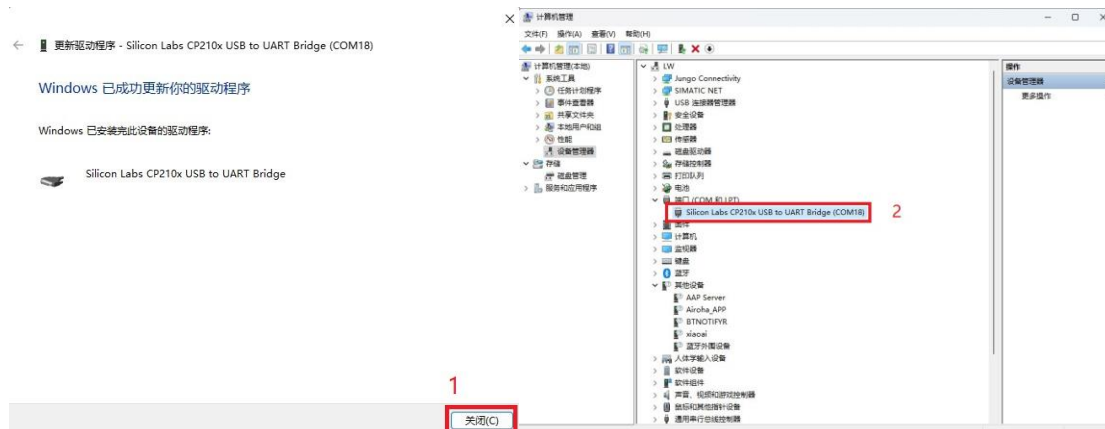 更新驱动程序 - Silicon Labs CP210x USB to UART Bridge (COM18)
Windows 已成功更新你的驱动程序
Windows 已安装完此设备的驱动程序:
Silicon Labs CP210x USB to UART Bridge
1
关闭(C)
计算机管理
文件(F) 操作(A) 查看(V) 帮助(H)
计算机管理(本地)
系统工具
任务计划程序
事件查看器
共享文件夹
本地用户和组
性能
设备管理器
存储
磁盘管理
服务和应用程序
LW
Jungo Connectivity
SIMATIC NET
USB 连接器管理器
安全设备
处理器
传感器
磁盘驱动器
存储控制器
打印队列
电池
端口 (COM 和 LPT)
Silicon Labs CP210x USB to UART Bridge (COM18)
2
固件
计算机
监视器
键盘
蓝牙
其他设备
AAP Server
Airoha_APP
BTNOTIFYR
xiaoai
蓝牙外围设备
人体学输入设备
软件设备
软件组件
声音、视频和游戏控制器
鼠标和其他指针设备
通用串行总线控制器
操作
设备管理器
更多操作